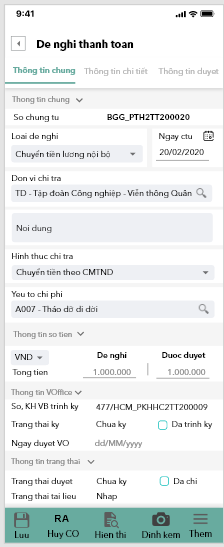 9:41
De nghi thanh toan
Thong tin chung Thong tin chi tiet Thong tin duyet
Thong tin chung
So chung tu BGG_PTH2TT200020
Loai de nghi Ngay ctu
Chuyển tiền lương nội bộ 20/02/2020
Don vi chi tra
TD - Tập đoàn Công nghiệp - Viễn thông Quân
Noi dung
Hinh thuc chi tra
Chuyển tiền theo CMTND
Yeu to chi phi
A007 - Tháo dỡ di dời
Thong tin so tien
VND De nghi Duoc duyet
Tong tien 1.000.000 1.000.000
Thong tin VOffice
So, KH VB trinh ky 477/HCM_PKHHC2TT200009
Trang thai ky Chua ky Da trinh ky
Ngay duyet VO dd/MM/yyyy
Thong tin trang thai
Trang thai duyet Chua ky Da chi
Trang thai tai lieu Nhap
RA
Luu Huy CO Hien thi Dinh kem Them